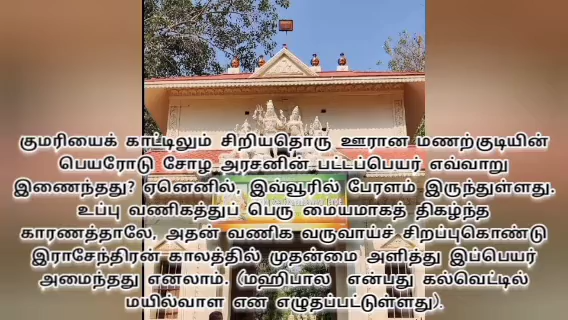 குமரியைக் காட்டிலும் சிறியதொரு ஊரான மணற்குடியின்
பெயரோடு சோழ அரசனின் பட்டப்பெயர் எவ்வாறு
இணைந்தது? ஏனெனில், இவ்வூரில் பேரளம் இருந்துள்ளது.
உப்பு வணிகத்துப் பெரு மையமாகத் திகழ்ந்த
காரணத்தாலே, அதன் வணிக வருவாய்ச் சிறப்புகொண்டு
இராசேந்திரன் காலத்தில் முதன்மை அளித்து இப்பெயர்
அமைந்தது எனலாம். (மஹிபால என்பது கல்வெட்டில்
மயில்வாள என எழுதப்பட்டுள்ளது).